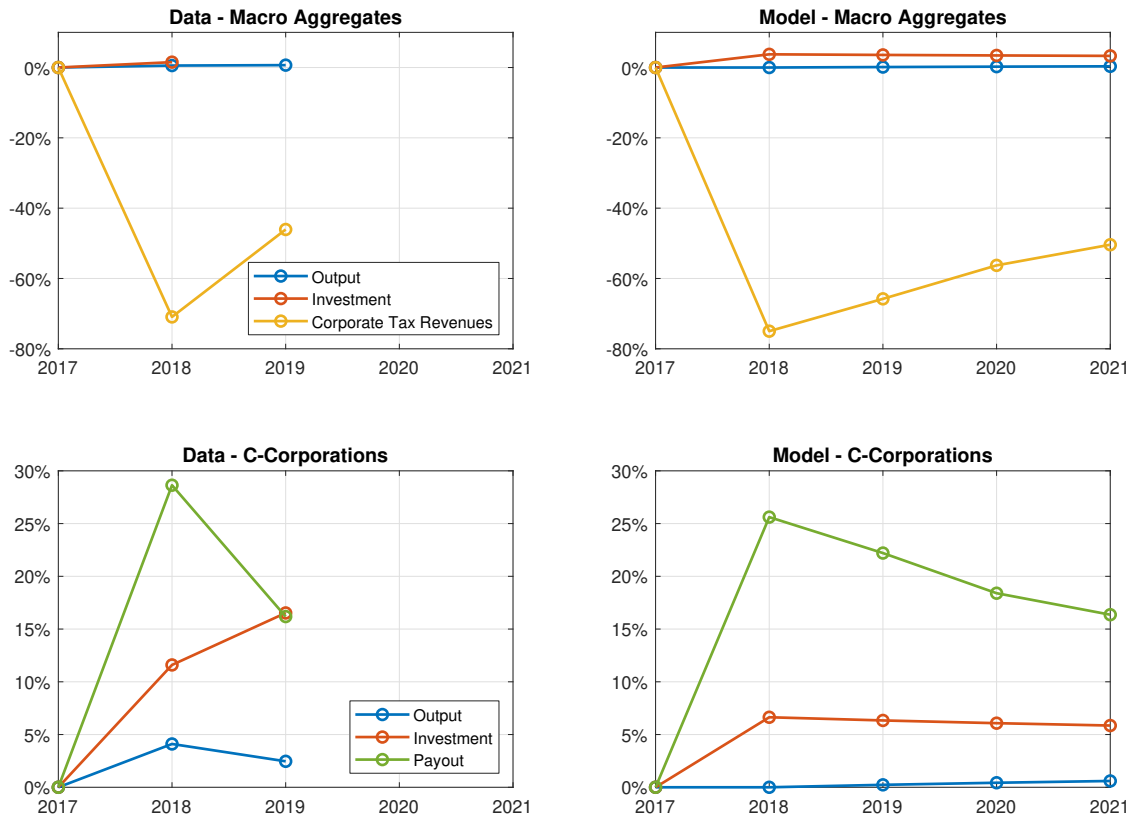 Data - Macro Aggregates
0%
-20%
-40%
-60%
-80%
2017 2018 2019 2020 2021
Output
Investment
Corporate Tax Revenues
Model - Macro Aggregates
0%
-20%
-40%
-60%
-80%
2017 2018 2019 2020 2021
Data - C-Corporations
30%
25%
20%
15%
10%
5%
0%
2017 2018 2019 2020 2021
Output
Investment
Payout
Model - C-Corporations
30%
25%
20%
15%
10%
5%
0%
2017 2018 2019 2020 2021